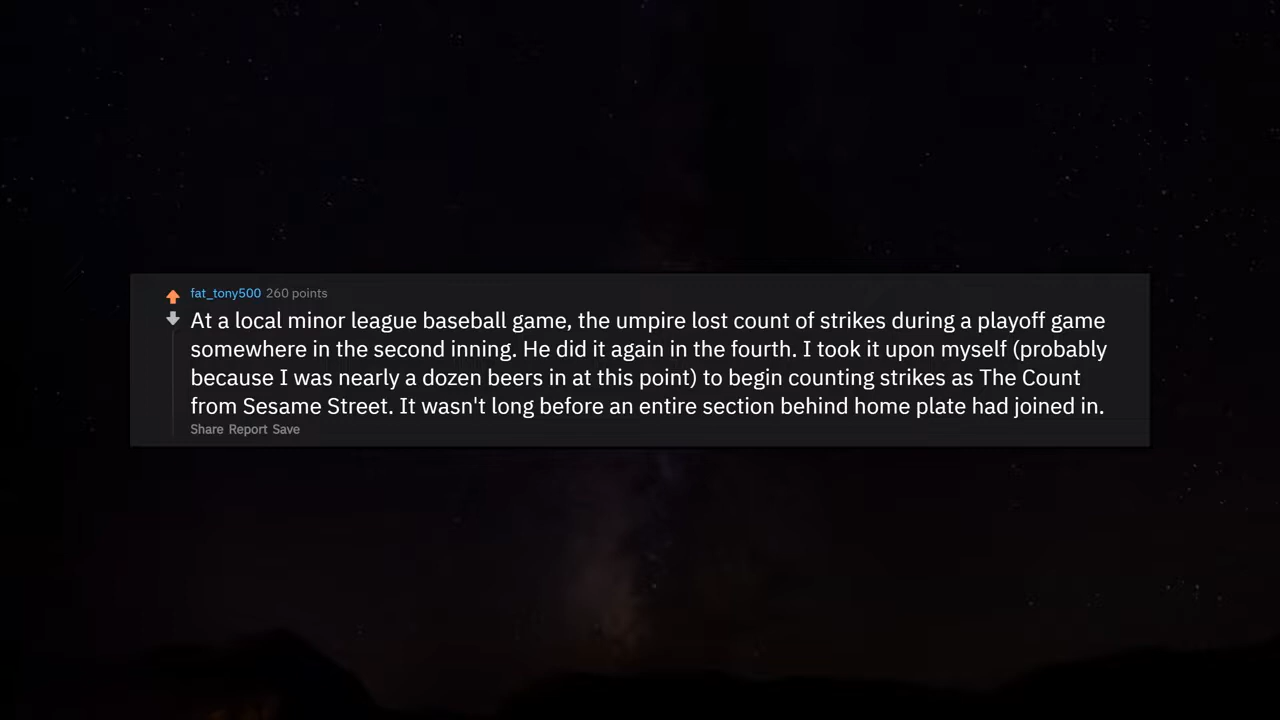 fat_tony500 260 points
At a local minor league baseball game, the umpire lost count of strikes during a playoff game
somewhere in the second inning. He did it again in the fourth. I took it upon myself (probably
because I was nearly a dozen beers in at this point) to begin counting strikes as The Count
from Sesame Street. It wasn't long before an entire section behind home plate had joined in.
Share Report Save